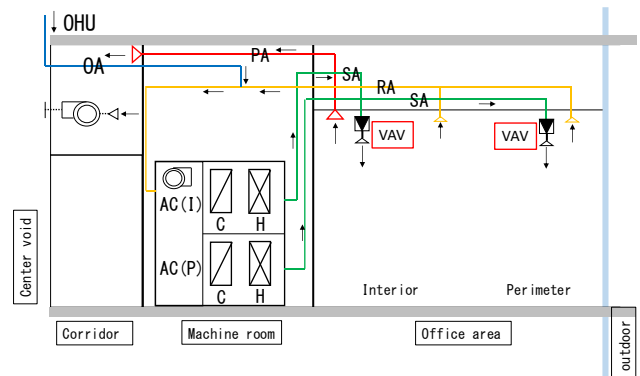 OHU
OA
PA
SA
RA
SA
VAV
VAV
AC(I)
C
H
AC(P)
C
H
Interior
Perimeter
Center void
Corridor
Machine room
Office area
outdoor